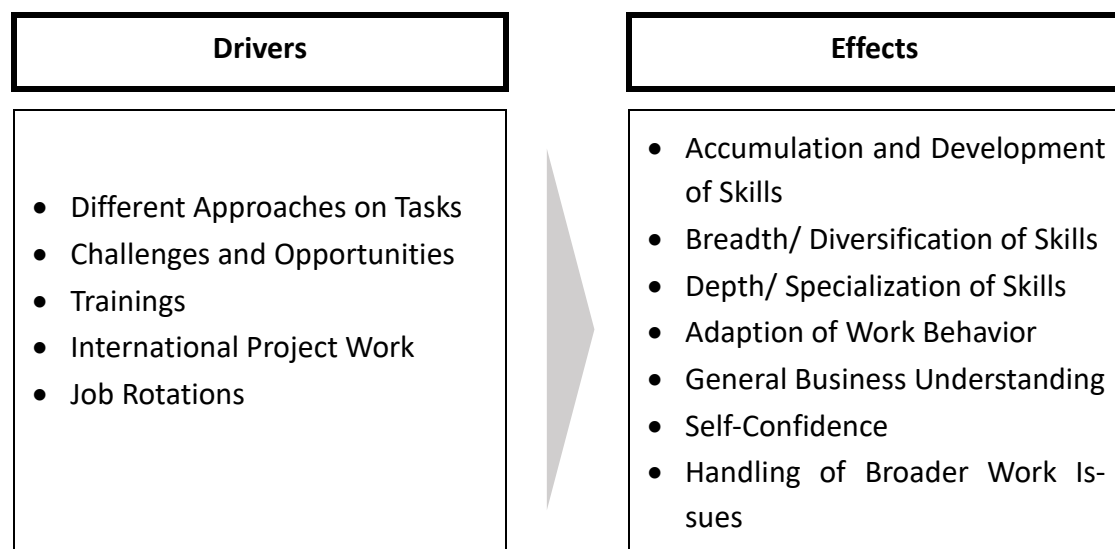 Drivers
• Different Approaches on Tasks
• Challenges and Opportunities
• Trainings
• International Project Work
• Job Rotations
Effects
• Accumulation and Development
of Skills
• Breadth/ Diversification of Skills
• Depth/ Specialization of Skills
• Adaption of Work Behavior
• General Business Understanding
• Self-Confidence
• Handling of Broader Work Is-
sues